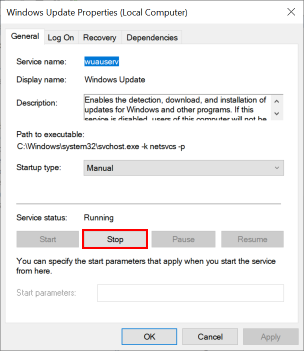 Windows Update Properties (Local Computer)
General Log On Recovery Dependencies
Service name: wuauserv
Display name: Windows Update
Description: Enables the detection, download, and installation of
updates for Windows and other programs. If this
service is disabled, users of this computer will not be
Path to executable:
C:\Windows\system32\svchost.exe -k netsvcs -p
Startup type: Manual
Service status: Running
Start Stop Pause Resume
You can specify the start parameters that apply when you start the service
from here.
Start parameters:
OK Cancel Apply